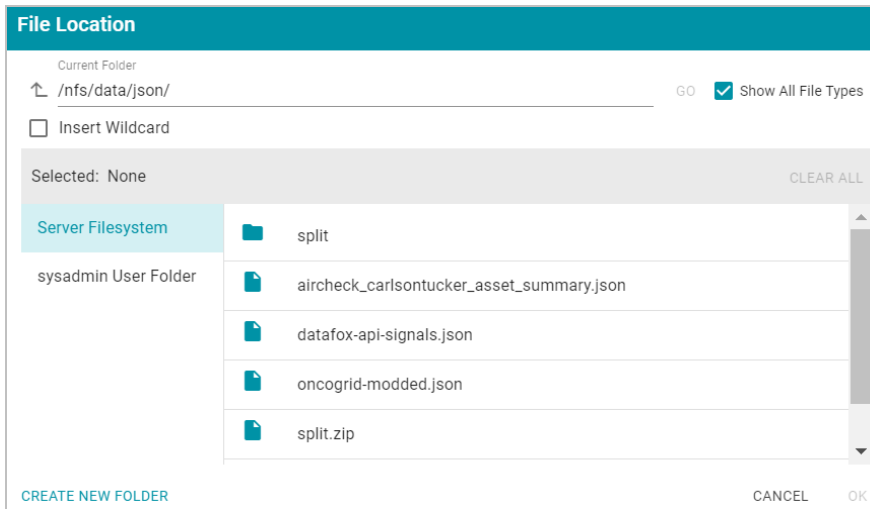 File Location
Current Folder
/nfs/data/json/
GO
Show All File Types
Insert Wildcard
Selected: None
CLEAR ALL
Server Filesystem
sysadmin User Folder
split
aircheck_carlsontucker_asset_summary.json
datafox-api-signals.json
oncogrid-modded.json
split.zip
CREATE NEW FOLDER
CANCEL
OK